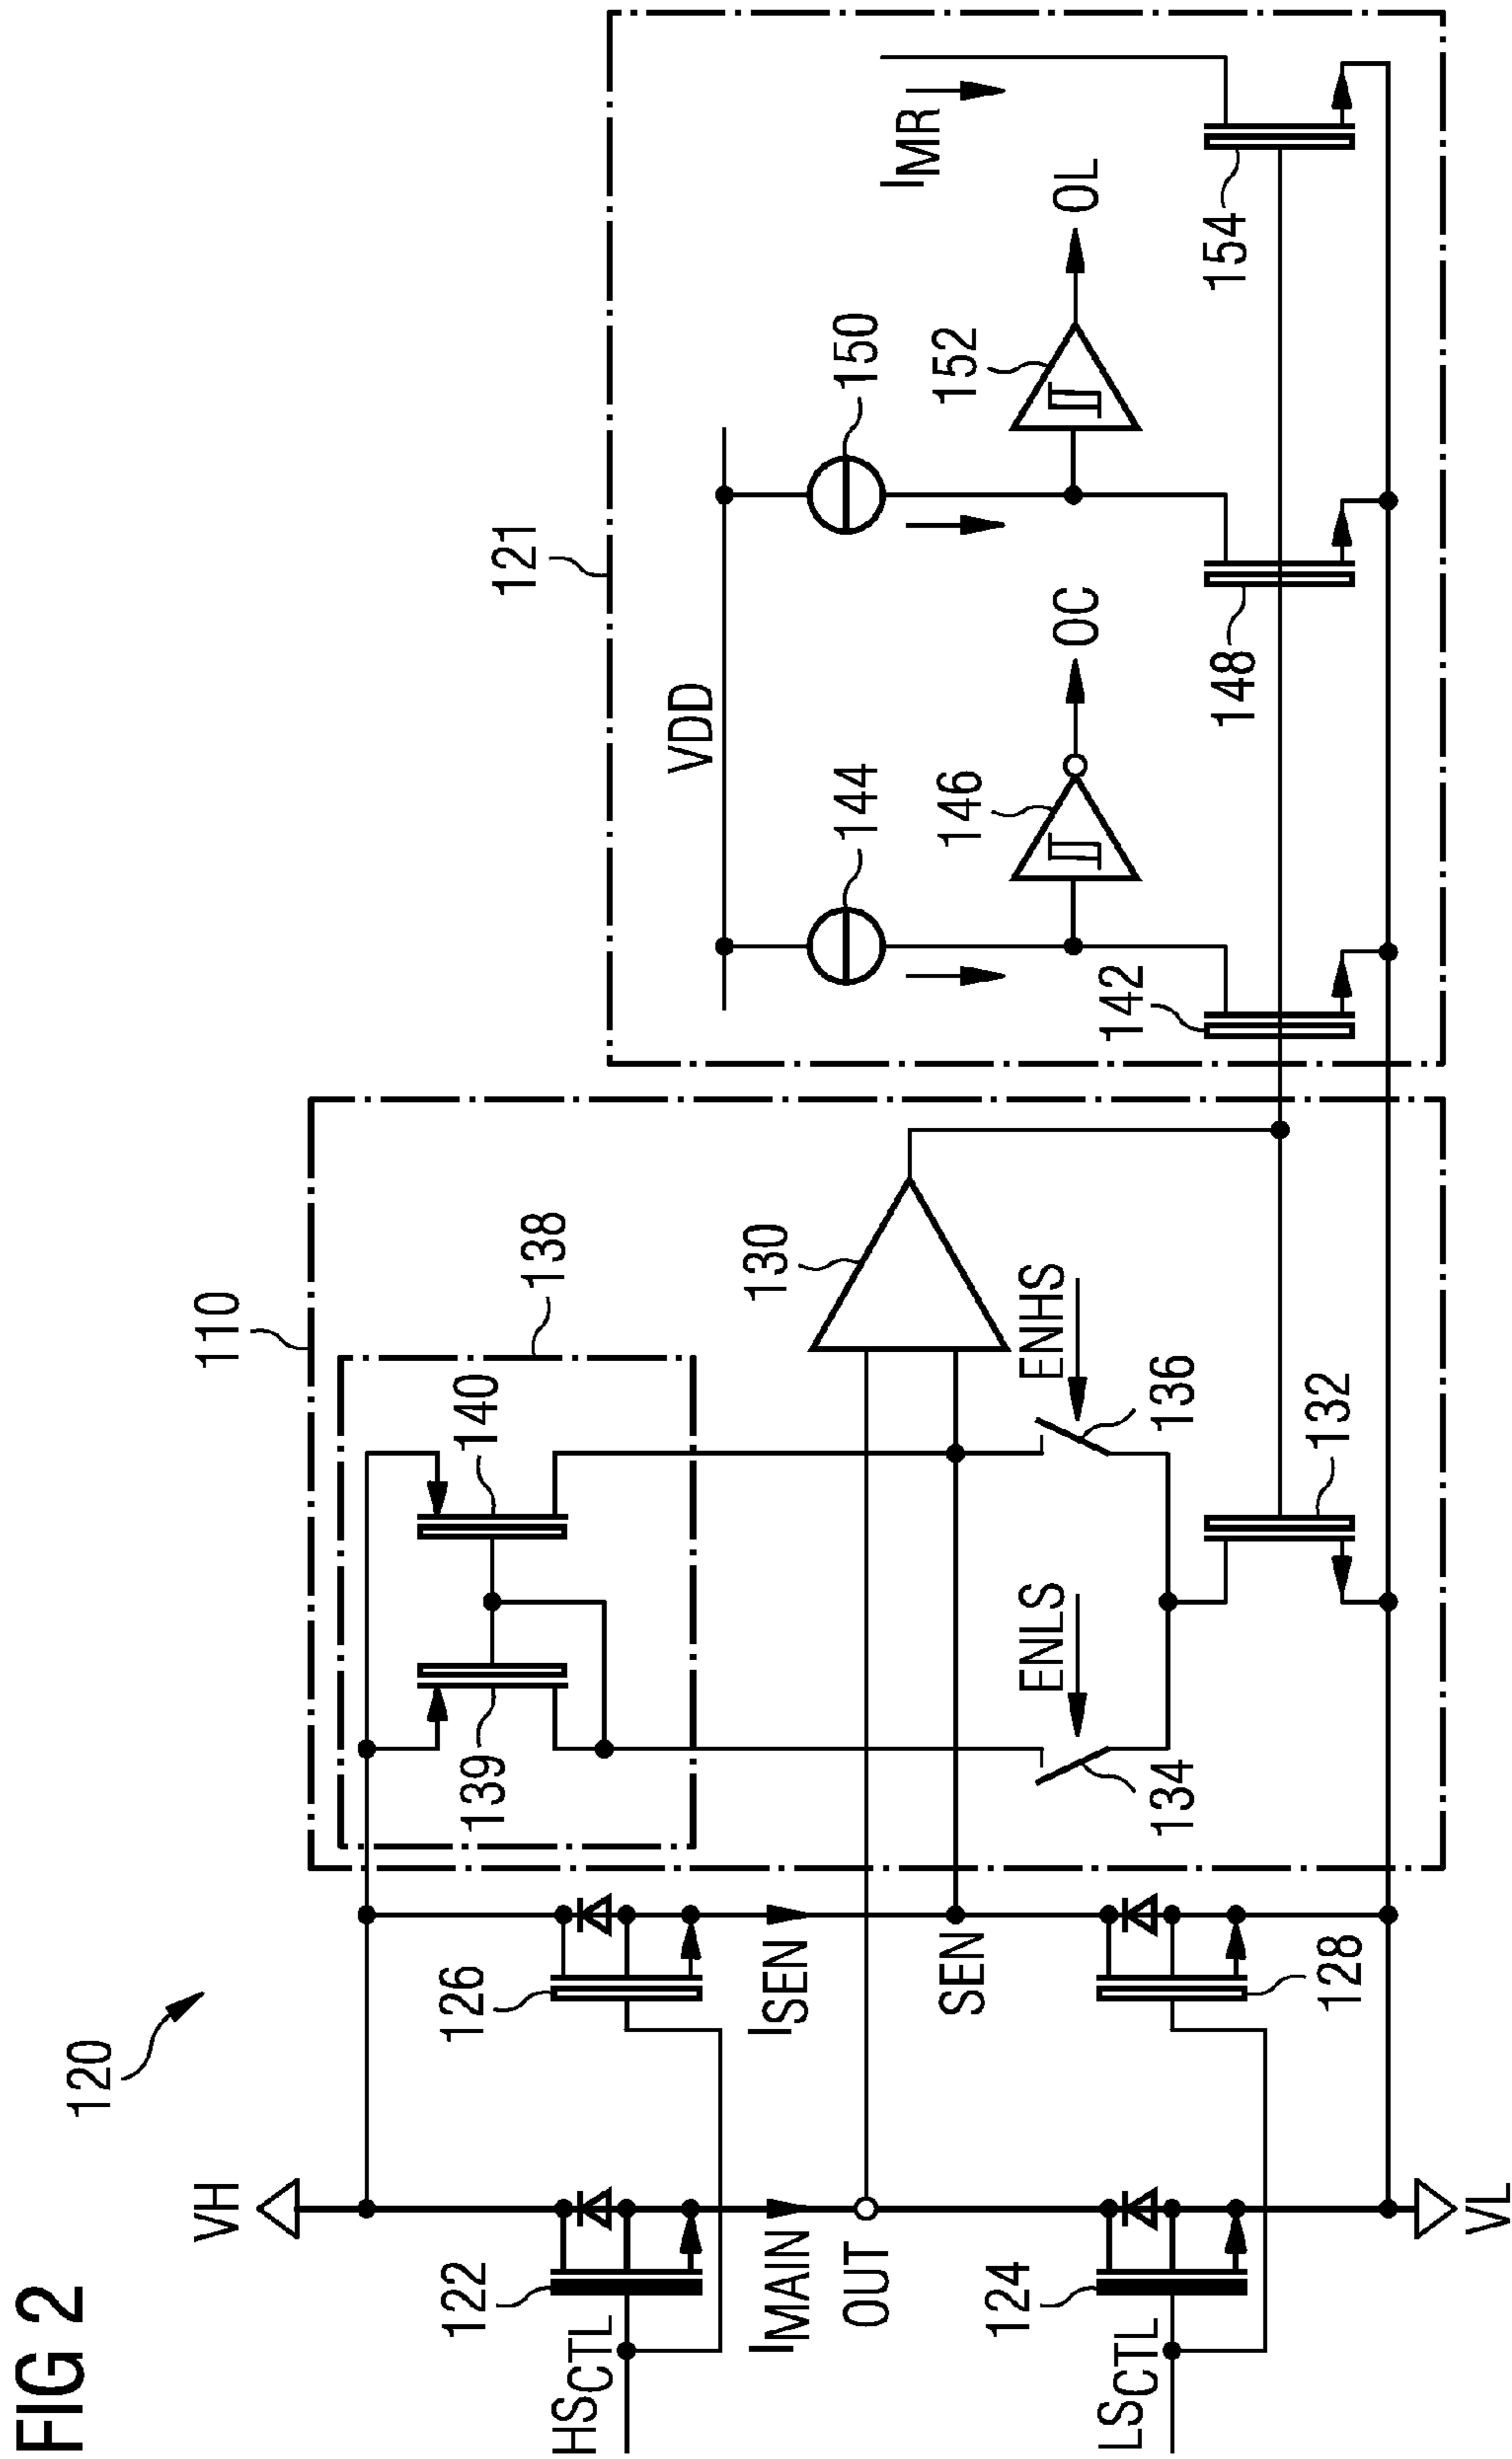 FIG 2
120
110
121
VH
138
139
140
VDD
144
150
IMR
122
126
130
146
152
HSCTL
IMAIN
ISEN
OC
OL
OUT
SEN
ENLS
ENHS
124
128
134
136
132
142
148
154
LSCTL
VL